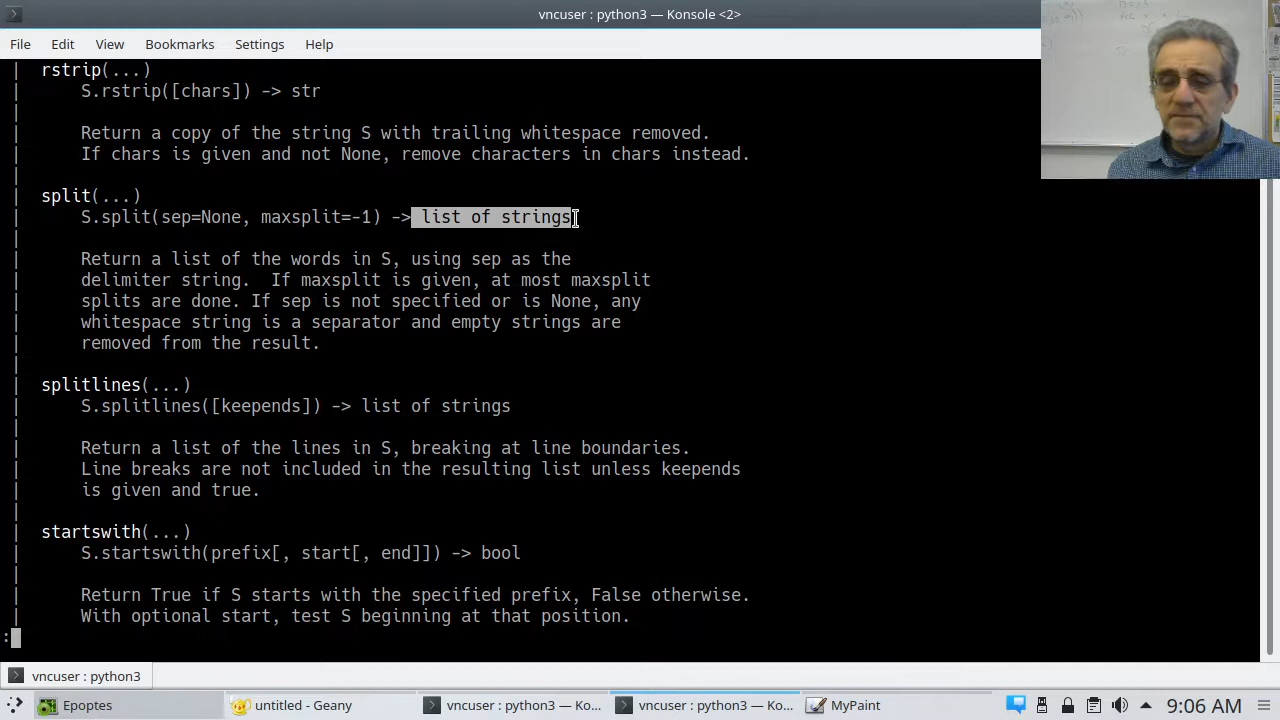 vncuser : python3 — Konsole <2>
File Edit View Bookmarks Settings Help
| rstrip(...)
| S.rstrip([chars]) -> str
|
| Return a copy of the string S with trailing whitespace removed.
| If chars is given and not None, remove characters in chars instead.
|
| split(...)
| S.split(sep=None, maxsplit=-1) -> list of strings
|
| Return a list of the words in S, using sep as the
| delimiter string.  If maxsplit is given, at most maxsplit
| splits are done. If sep is not specified or is None, any
| whitespace string is a separator and empty strings are
| removed from the result.
|
| splitlines(...)
| S.splitlines([keepends]) -> list of strings
|
| Return a list of the lines in S, breaking at line boundaries.
| Line breaks are not included in the resulting list unless keepends
| is given and true.
|
| startswith(...)
| S.startswith(prefix[, start[, end]]) -> bool
|
| Return True if S starts with the specified prefix, False otherwise.
| With optional start, test S beginning at that position.
:
vncuser : python3
Epoptes untitled - Geany vncuser : python3 — Ko... vncuser : python3 — Ko... MyPaint 9:06 AM